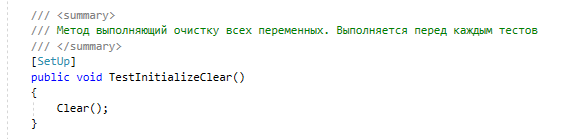 /// <summary>
/// Метод выполняющий очистку всех переменных. Выполняется перед каждым тестов
/// </summary>
[SetUp]
public void TestInitializeClear()
{
    Clear();
}